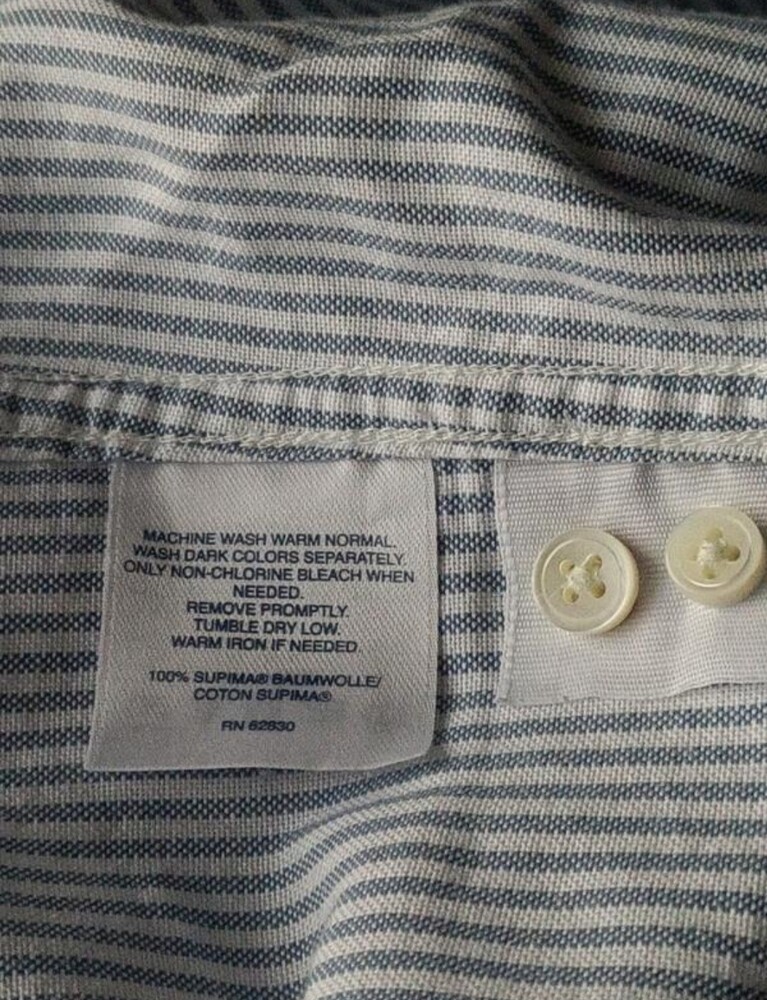 MACHINE WASH WARM NORMAL.
WASH DARK COLORS SEPARATELY.
ONLY NON-CHLORINE BLEACH WHEN
NEEDED.
REMOVE PROMPTLY.
TUMBLE DRY LOW.
WARM IRON IF NEEDED.
100% SUPIMA® BAUMWOLLE/
COTON SUPIMA®
RN 62830